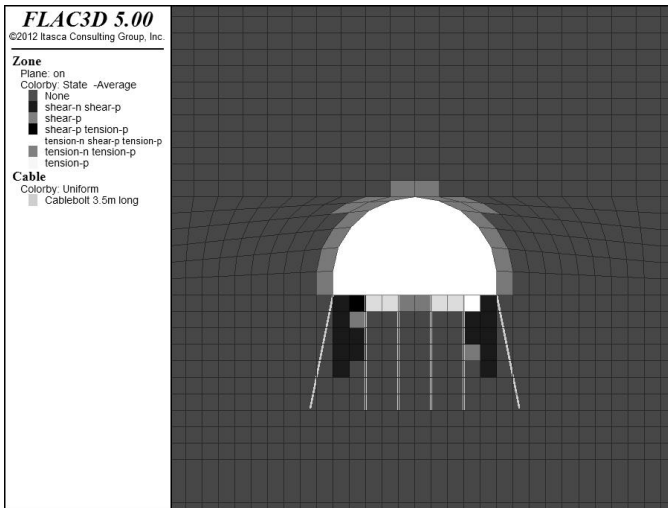 FLAC3D 5.00
©2012 Itasca Consulting Group, Inc.
Zone
Plane: on
Colorby: State -Average
None
shear-n shear-p
shear-p
shear-p tension-p
tension-n shear-p tension-p
tension-n tension-p
tension-p
Cable
Colorby: Uniform
Cablebolt 3.5m long